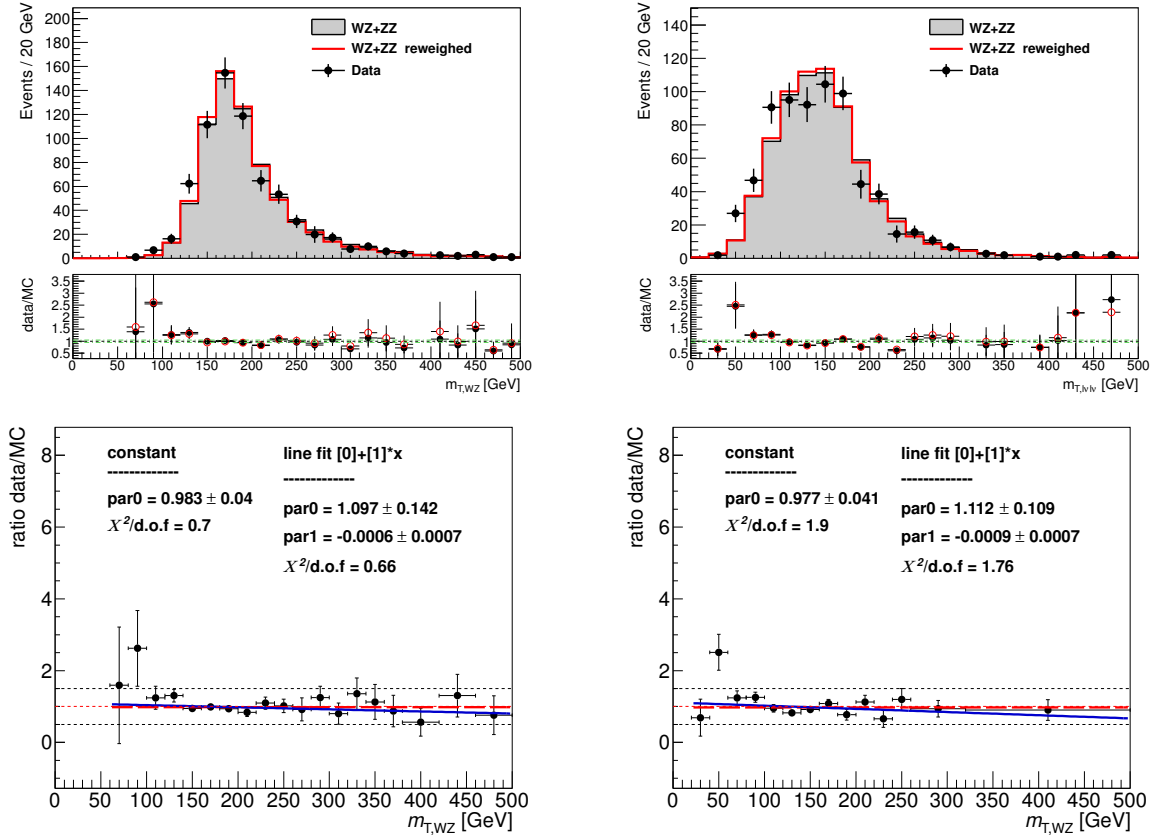 Events / 20 GeV
200
180
160
140
120
100
80
60
40
20
0
WZ+ZZ
WZ+ZZ reweighed
Data
data/MC
3.5
3
2.5
2
1.5
1
0.5
0 50 100 150 200 250 300 350 400 450 500
m_T,WZ [GeV]
Events / 20 GeV
140
120
100
80
60
40
20
0
WZ+ZZ
WZ+ZZ reweighed
Data
data/MC
3.5
3
2.5
2
1.5
1
0.5
0 50 100 150 200 250 300 350 400 450 500
m_T,lνlν [GeV]
ratio data/MC
8
6
4
2
0
constant
--------------
par0 = 0.983 ± 0.04
X²/d.o.f = 0.7
line fit [0]+[1]*x
--------------
par0 = 1.097 ± 0.142
par1 = -0.0006 ± 0.0007
X²/d.o.f = 0.66
0 50 100 150 200 250 300 350 400 450 500
m_T,WZ [GeV]
ratio data/MC
8
6
4
2
0
constant
--------------
par0 = 0.977 ± 0.041
X²/d.o.f = 1.9
line fit [0]+[1]*x
--------------
par0 = 1.112 ± 0.109
par1 = -0.0009 ± 0.0007
X²/d.o.f = 1.76
0 50 100 150 200 250 300 350 400 450 500
m_T,WZ [GeV]